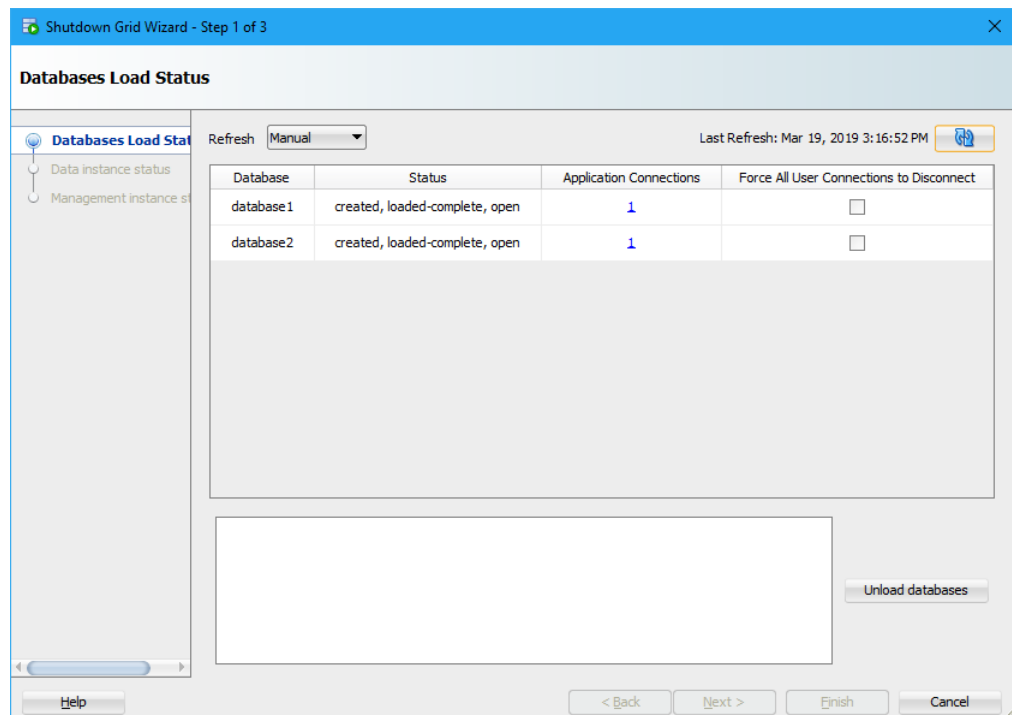 Shutdown Grid Wizard - Step 1 of 3
Databases Load Status
Databases Load Stat
Data instance status
Management instance st
Refresh Manual Last Refresh: Mar 19, 2019 3:16:52 PM
Database Status Application Connections Force All User Connections to Disconnect
database1 created, loaded-complete, open 1
database2 created, loaded-complete, open 1
Unload databases
Help < Back Next > Finish Cancel